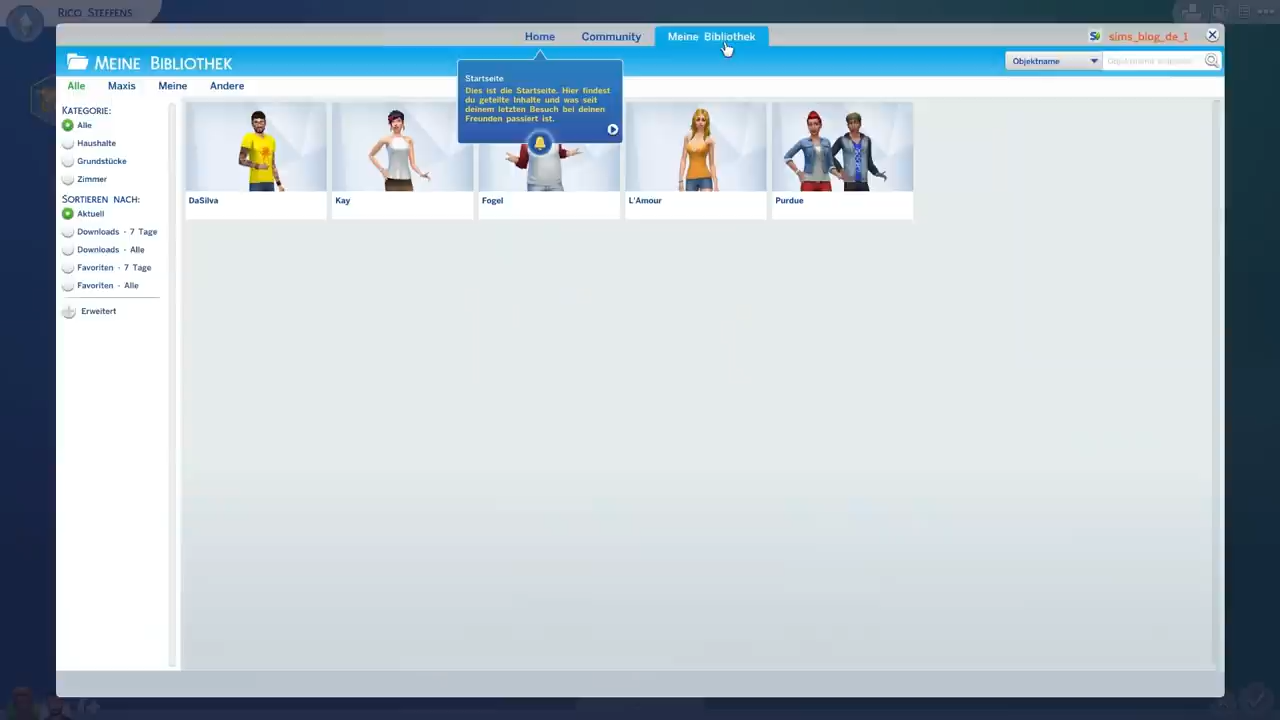 Rico Steffens
Home
Community
Meine Bibliothek
sims_blog_de_1
Meine Bibliothek
Objektname
Alle
Maxis
Meine
Andere
Startseite
Dies ist die Startseite. Hier findest
du geteilte Inhalte und was seit
deinem letzten Besuch bei deinen
Freunden passiert ist.
Kategorie:
Alle
Haushalte
Grundstücke
Zimmer
Sortieren nach:
Aktuell
Downloads - 7 Tage
Downloads - Alle
Favoriten - 7 Tage
Favoriten - Alle
Erweitert
DaSilva
Kay
Fogel
L'Amour
Purdue